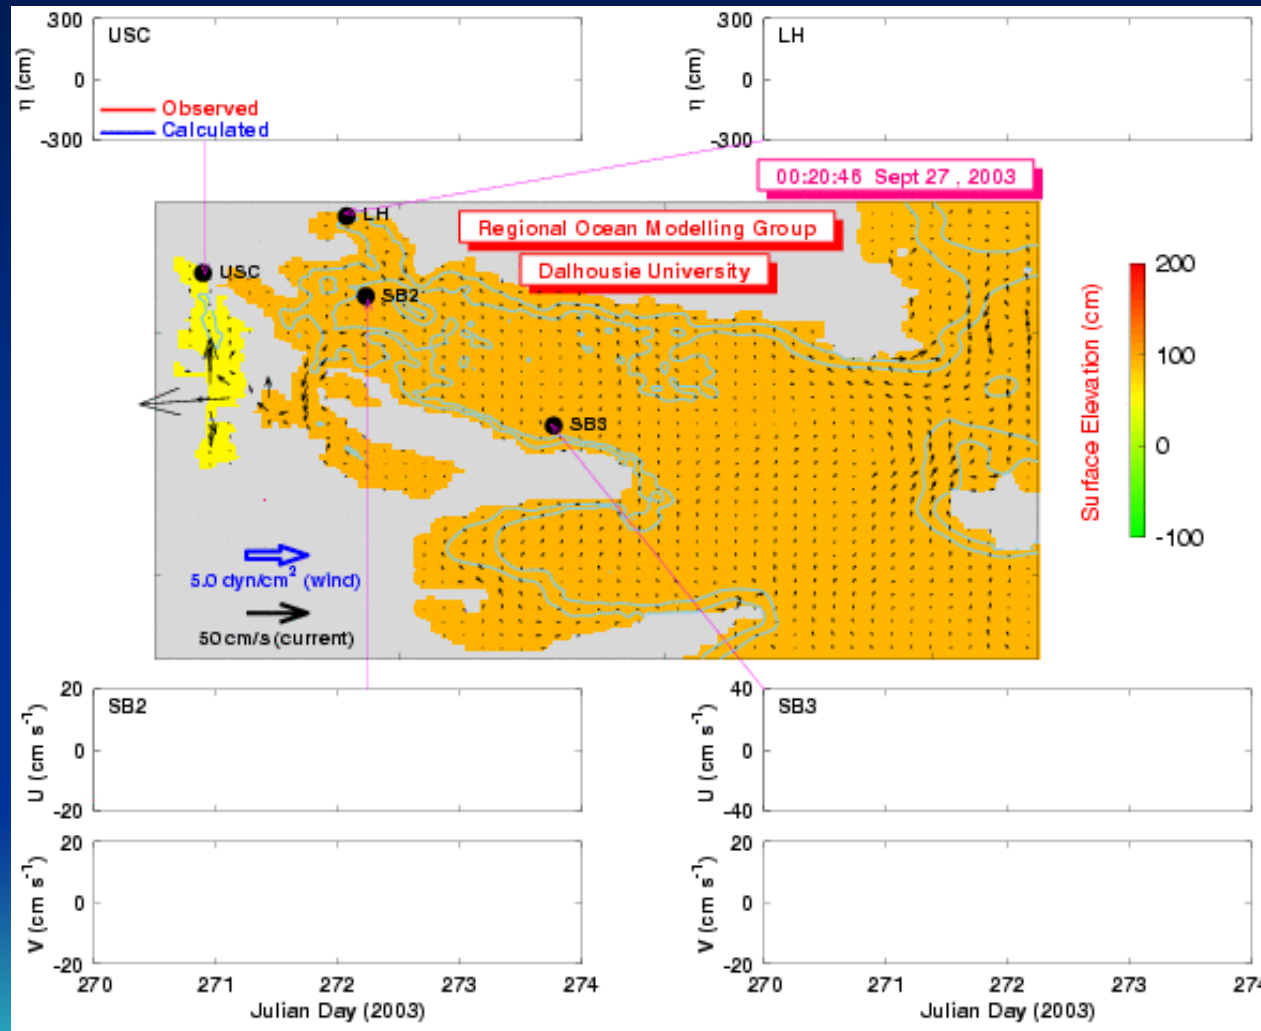 300
USC
η (cm)
0
Observed
Calculated
-300
300
LH
η (cm)
0
-300
00:20:46 Sept 27 , 2003
LH
Regional Ocean Modelling Group
Dalhousie University
USC
SB2
SB3
5.0 dyn/cm² (wind)
50 cm/s (current)
200
100
0
-100
Surface Elevation (cm)
20
SB2
U (cm s⁻¹)
0
-20
20
V (cm s⁻¹)
0
-20
270 271 272 273 274
Julian Day (2003)
40
SB3
U (cm s⁻¹)
0
-40
20
V (cm s⁻¹)
0
-20
270 271 272 273 274
Julian Day (2003)